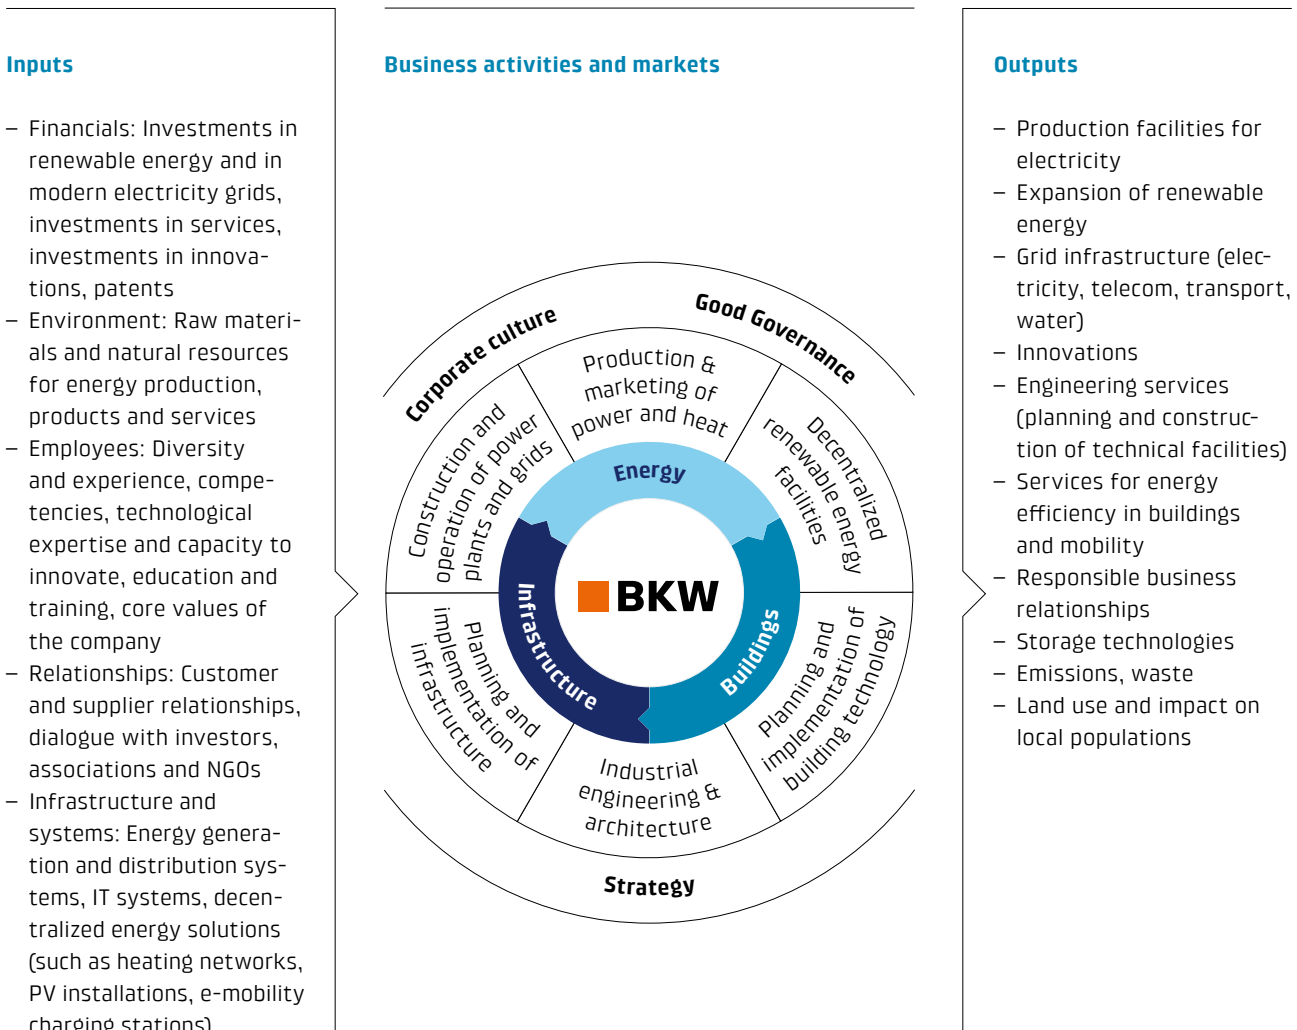 Inputs
– Financials: Investments in
renewable energy and in
modern electricity grids,
investments in services,
investments in innova-
tions, patents
– Environment: Raw materi-
als and natural resources
for energy production,
products and services
– Employees: Diversity
and experience, compe-
tencies, technological
expertise and capacity to
innovate, education and
training, core values of
the company
– Relationships: Customer
and supplier relationships,
dialogue with investors,
associations and NGOs
– Infrastructure and
systems: Energy genera-
tion and distribution sys-
tems, IT systems, decen-
tralized energy solutions
(such as heating networks,
PV installations, e-mobility
charging stations)
Business activities and markets
Corporate culture
Good Governance
Strategy
Production &
marketing of
power and heat
Decentralized
renewable energy
facilities
Planning and
implementation of
building technology
Industrial
engineering &
architecture
Planning and
implementation of
infrastructure
Construction and
operation of power
plants and grids
Energy
Buildings
Infrastructure
BKW
Outputs
– Production facilities for
electricity
– Expansion of renewable
energy
– Grid infrastructure (elec-
tricity, telecom, transport,
water)
– Innovations
– Engineering services
(planning and construc-
tion of technical facilities)
– Services for energy
efficiency in buildings
and mobility
– Responsible business
relationships
– Storage technologies
– Emissions, waste
– Land use and impact on
local populations